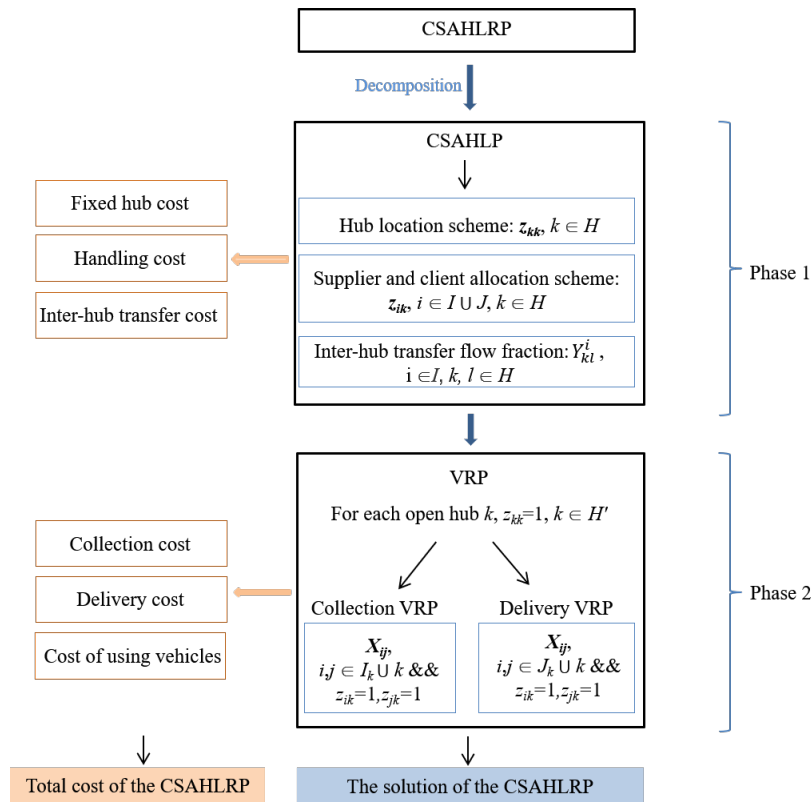 CSAHLRP
Decomposition
CSAHLP
Hub location scheme: z_kk, k ∈ H
Supplier and client allocation scheme:
z_ik, i ∈ I ∪ J, k ∈ H
Inter-hub transfer flow fraction: Y^i_kl ,
i ∈I, k, l ∈ H
Fixed hub cost
Handling cost
Inter-hub transfer cost
Phase 1
VRP
For each open hub k, z_kk=1, k ∈ H′
Collection VRP
X_ij,
i,j ∈ I_k ∪ k &&
z_ik=1,z_jk=1
Delivery VRP
X_ij,
i,j ∈ J_k ∪ k &&
z_ik=1,z_jk=1
Collection cost
Delivery cost
Cost of using vehicles
Phase 2
Total cost of the CSAHLRP
The solution of the CSAHLRP